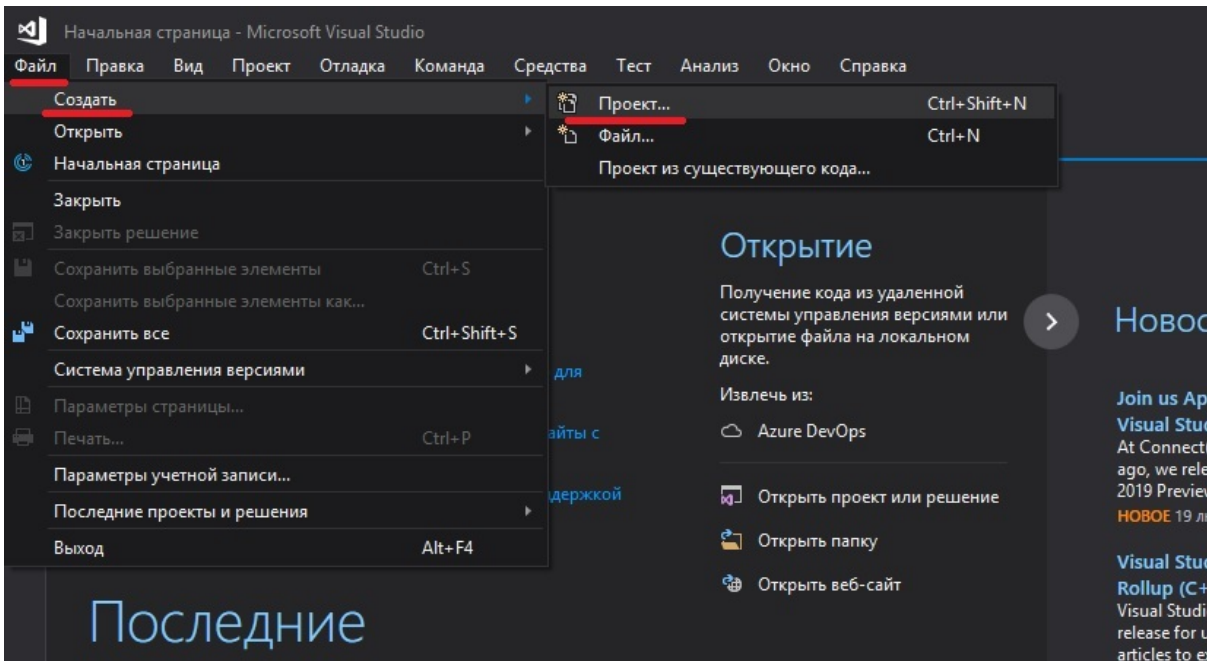 Начальная страница - Microsoft Visual Studio
Файл Правка Вид Проект Отладка Команда Средства Тест Анализ Окно Справка
Создать
Открыть
Начальная страница
Закрыть
Закрыть решение
Сохранить выбранные элементы Ctrl+S
Сохранить выбранные элементы как...
Сохранить все Ctrl+Shift+S
Система управления версиями
Параметры страницы...
Печать... Ctrl+P
Параметры учетной записи...
Последние проекты и решения
Выход Alt+F4
Проект... Ctrl+Shift+N
Файл... Ctrl+N
Проект из существующего кода...
для
айты с
Последние
Открытие
Получение кода из удаленной
системы управления версиями или
открытие файла на локальном
диске.
Извлечь из:
Azure DevOps
Открыть проект или решение
Открыть папку
Открыть веб-сайт
Новос
Join us Ap
Visual Stud
At Connect
ago, we rele
2019 Preview
НОВОЕ 19
Visual Stud
Rollup (C+
Visual Studi
release for u
articles to e